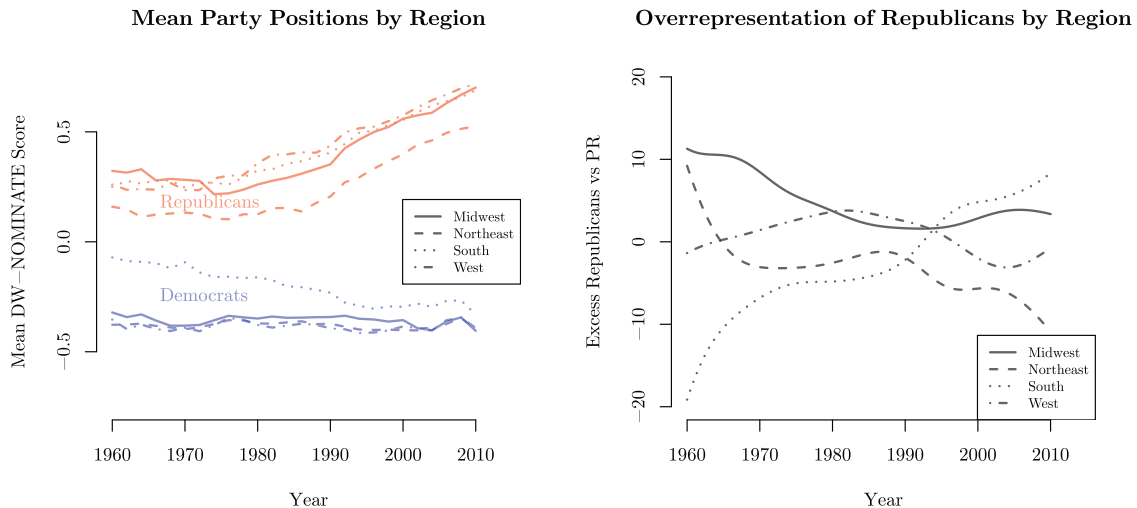 Mean Party Positions by Region
Mean DW−NOMINATE Score
0.5
0.0
−0.5
Republicans
Democrats
Midwest
Northeast
South
West
1960 1970 1980 1990 2000 2010
Year
Overrepresentation of Republicans by Region
Excess Republicans vs PR
20
10
0
−10
−20
Midwest
Northeast
South
West
1960 1970 1980 1990 2000 2010
Year